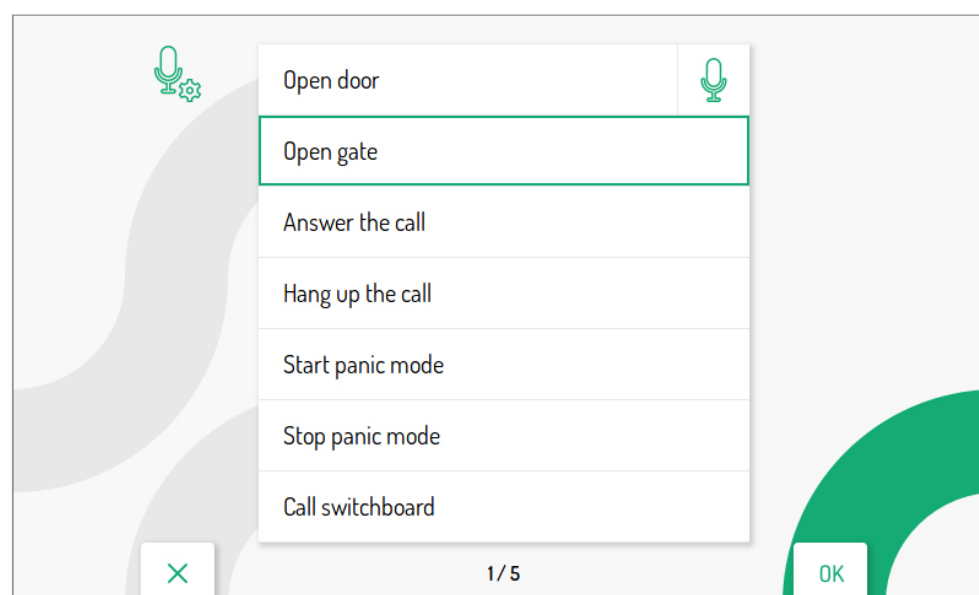 Open door
Open gate
Answer the call
Hang up the call
Start panic mode
Stop panic mode
Call switchboard
1/5
OK